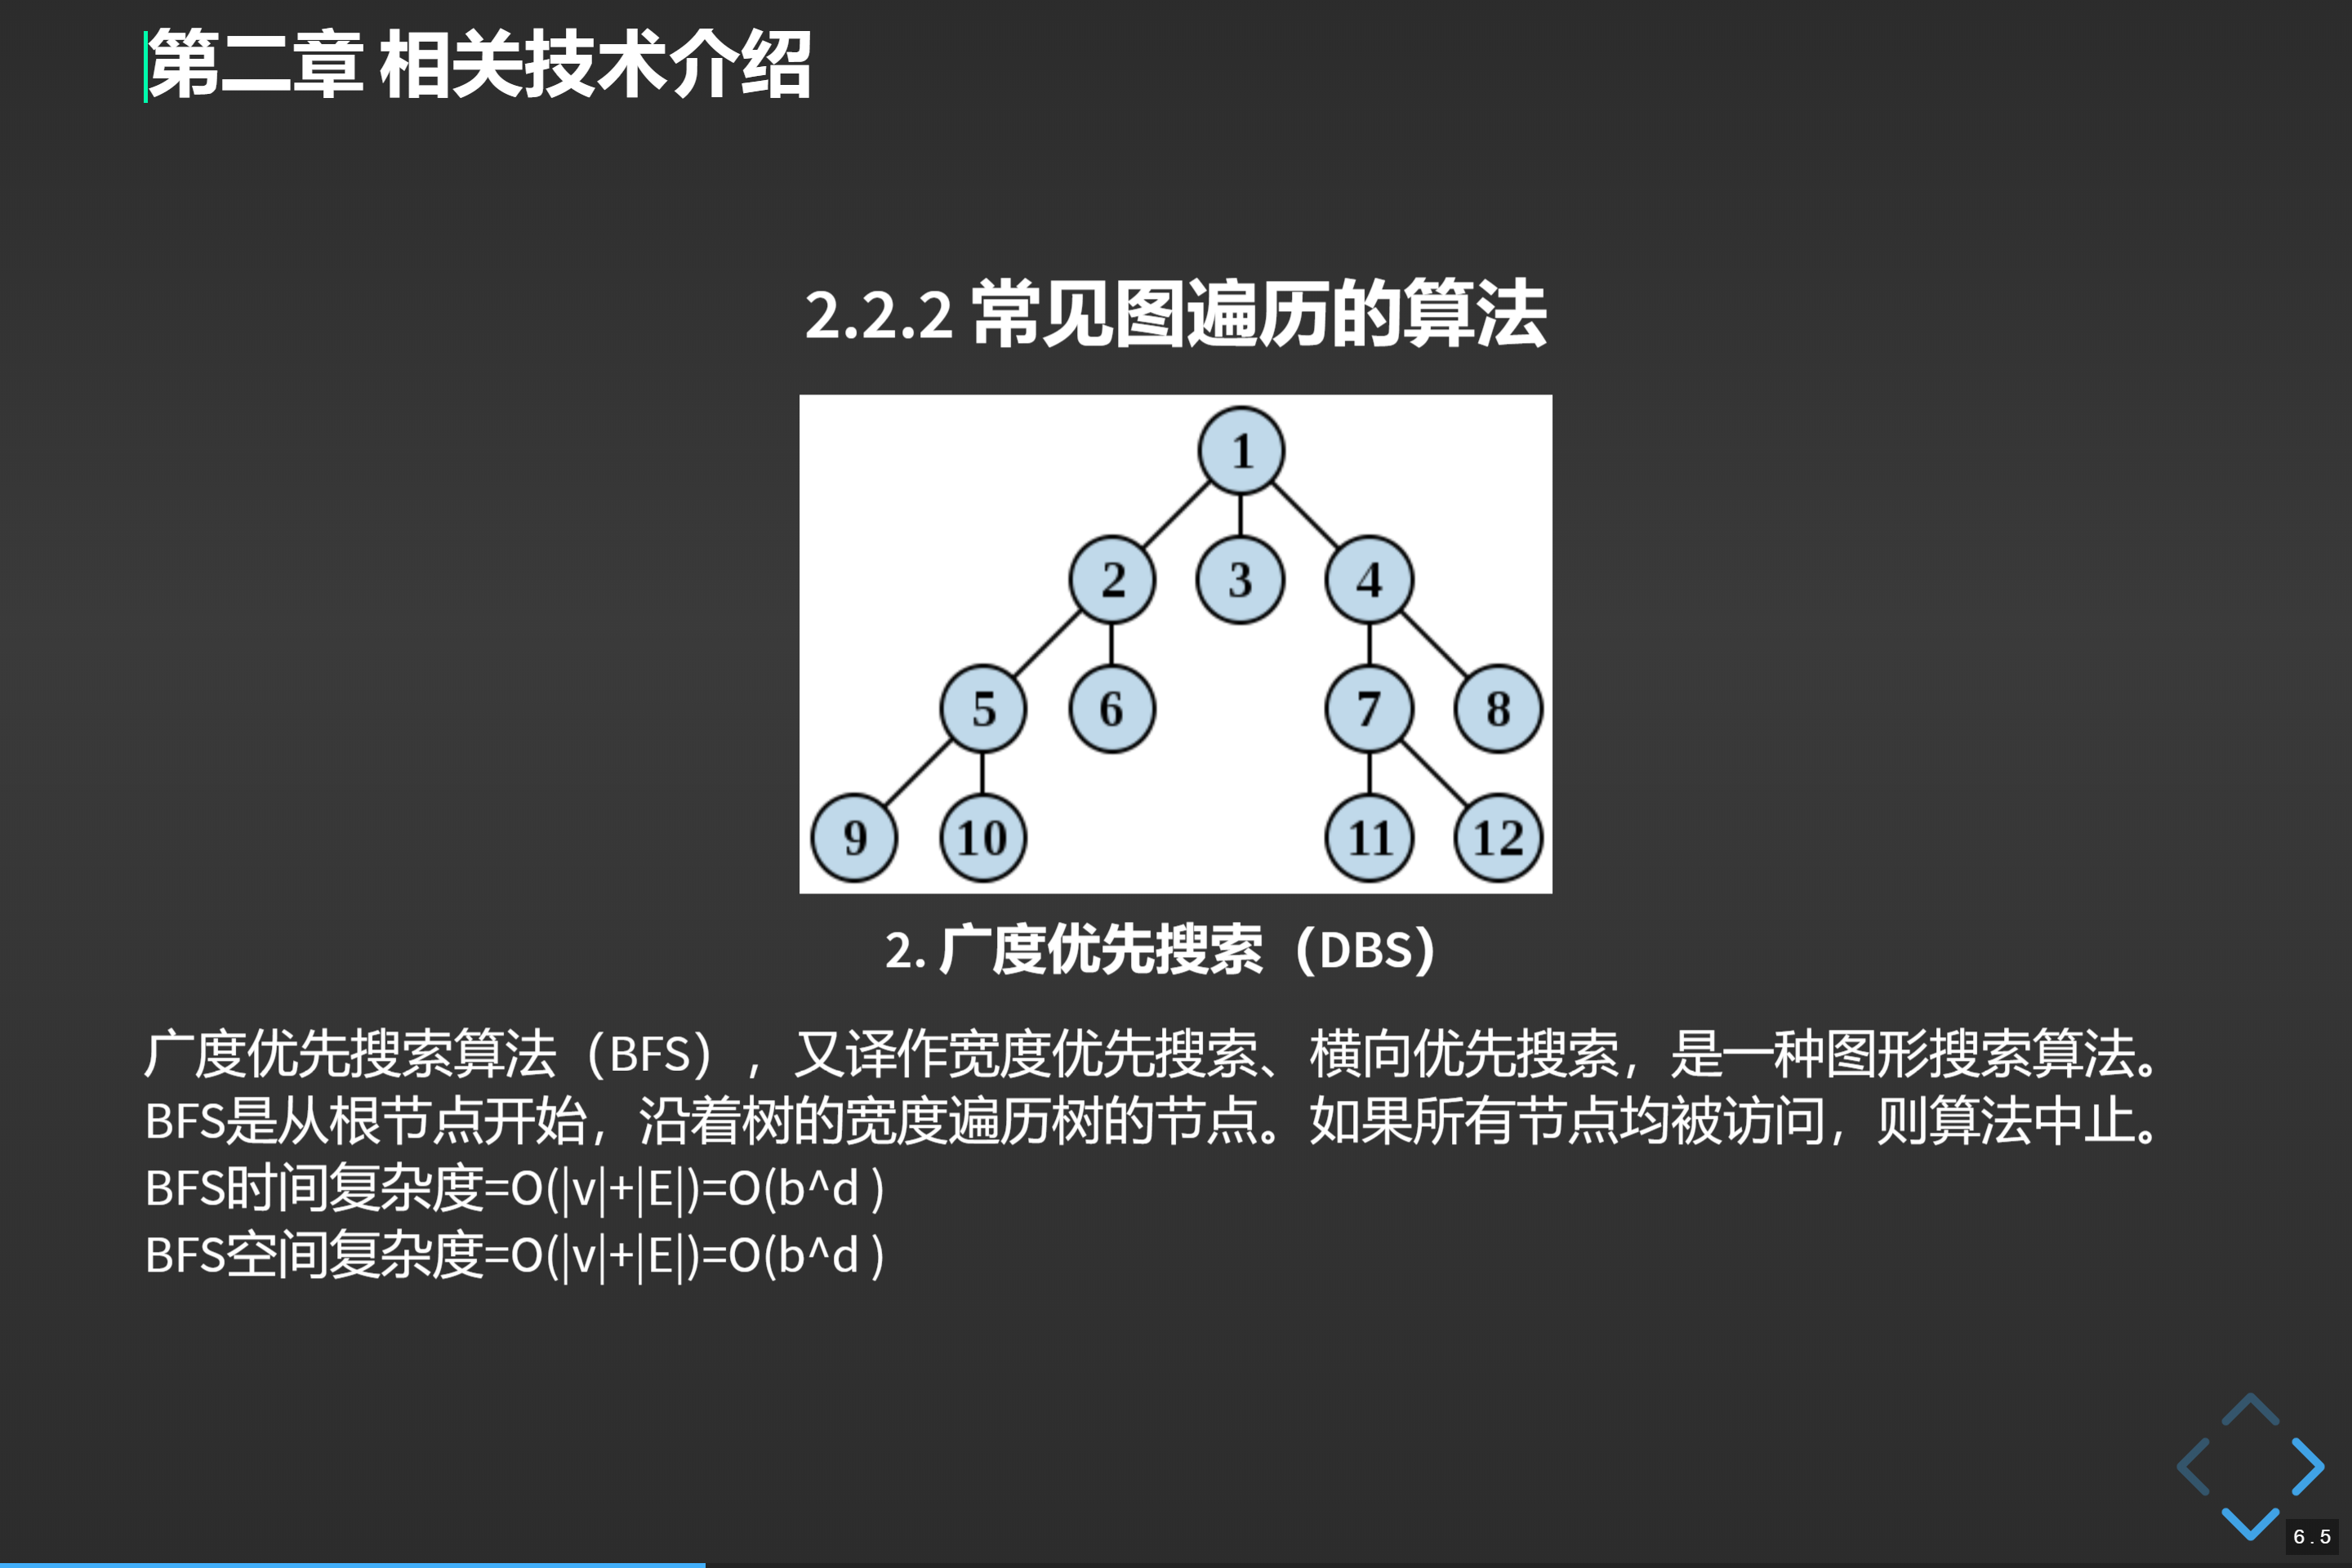 第二章 相关技术介绍
2.2.2 常见图遍历的算法
1
2 3 4
5 6 7 8
9 10 11 12
2. 广度优先搜索（DBS）
广度优先搜索算法（BFS），又译作宽度优先搜索、横向优先搜索，是一种图形搜索算法。
BFS是从根节点开始，沿着树的宽度遍历树的节点。如果所有节点均被访问，则算法中止。
BFS时间复杂度=O(|v|+|E|)=O(b^d )
BFS空间复杂度=O(|v|+|E|)=O(b^d )
6.5